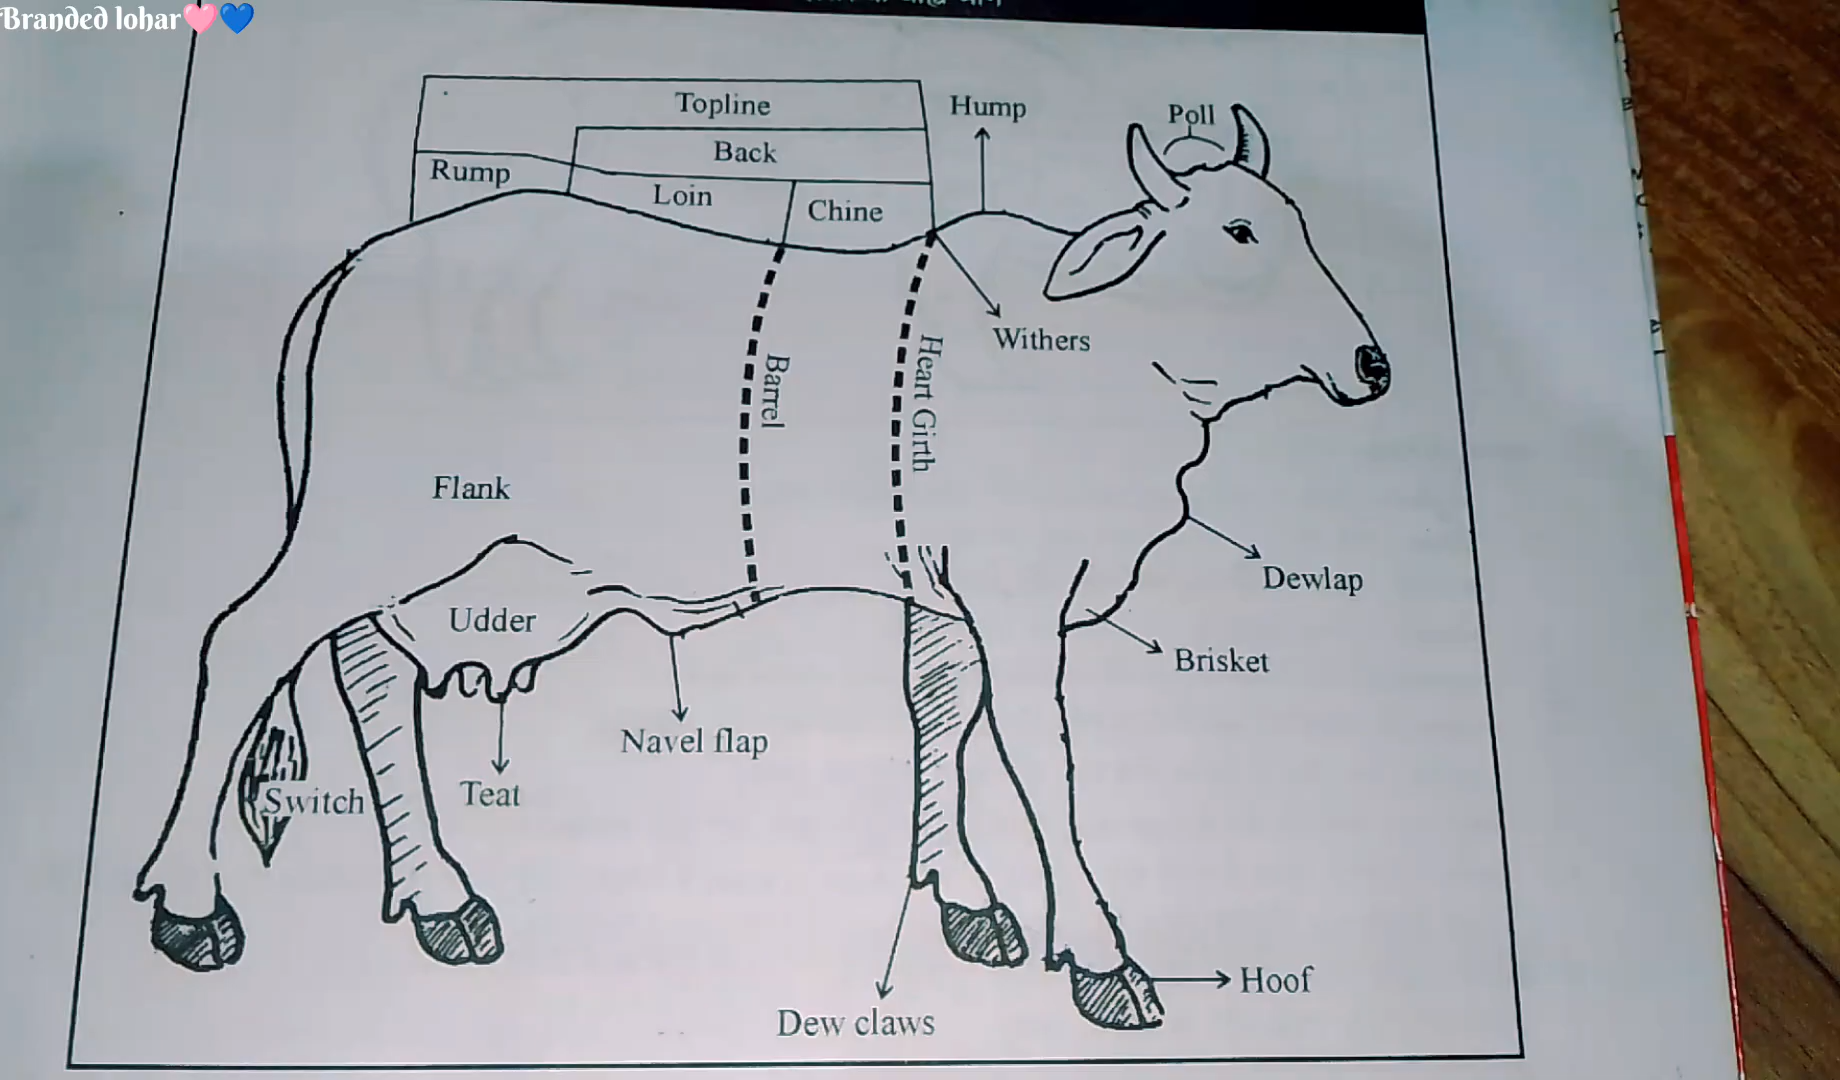 Branded lohar🩷💙
Topline
Hump
Poll
Back
Rump
Loin
Chine
Withers
Barrel
Heart Girth
Flank
Dewlap
Udder
Brisket
Navel flap
Teat
Switch
Hoof
Dew claws